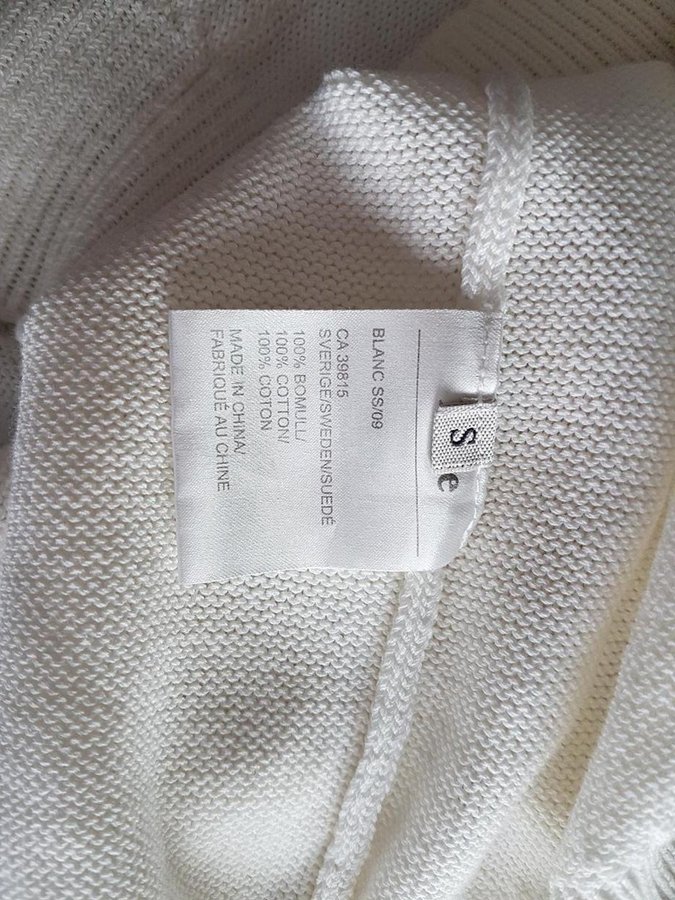 S
e
BLANC SS/09
CA 39815
SVERIGE/SWEDEN/SUEDÉ
100% BOMULL/
100% COTTON/
100% COTON
MADE IN CHINA/
FABRIQUÉ AU CHINE